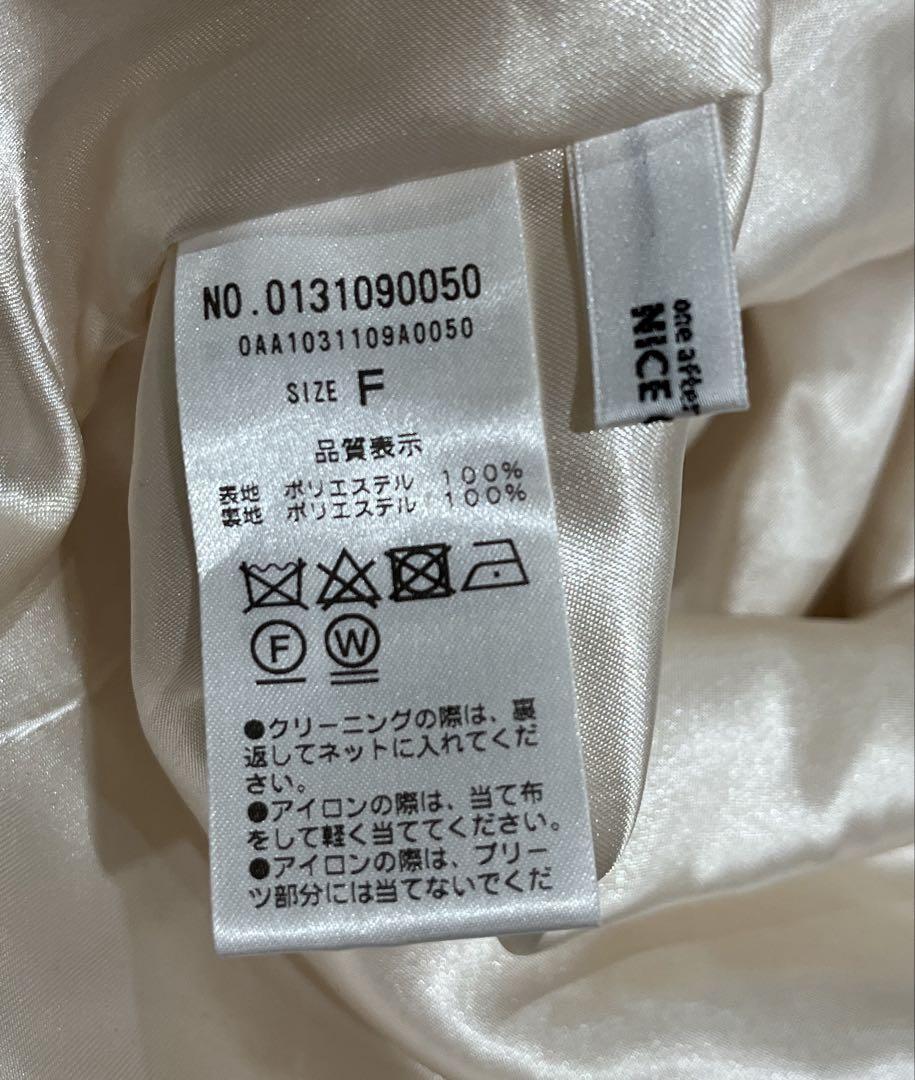 NO.0131090050
0AA1031109A0050
SIZE F
品質表示
表地 ポリエステル 100%
裏地 ポリエステル 100%
F
W
●クリーニングの際は、裏
返してネットに入れてくだ
さい。
●アイロンの際は、当て布
をして軽く当ててください。
●アイロンの際は、プリー
ツ部分には当てないでくだ
one after
NICE